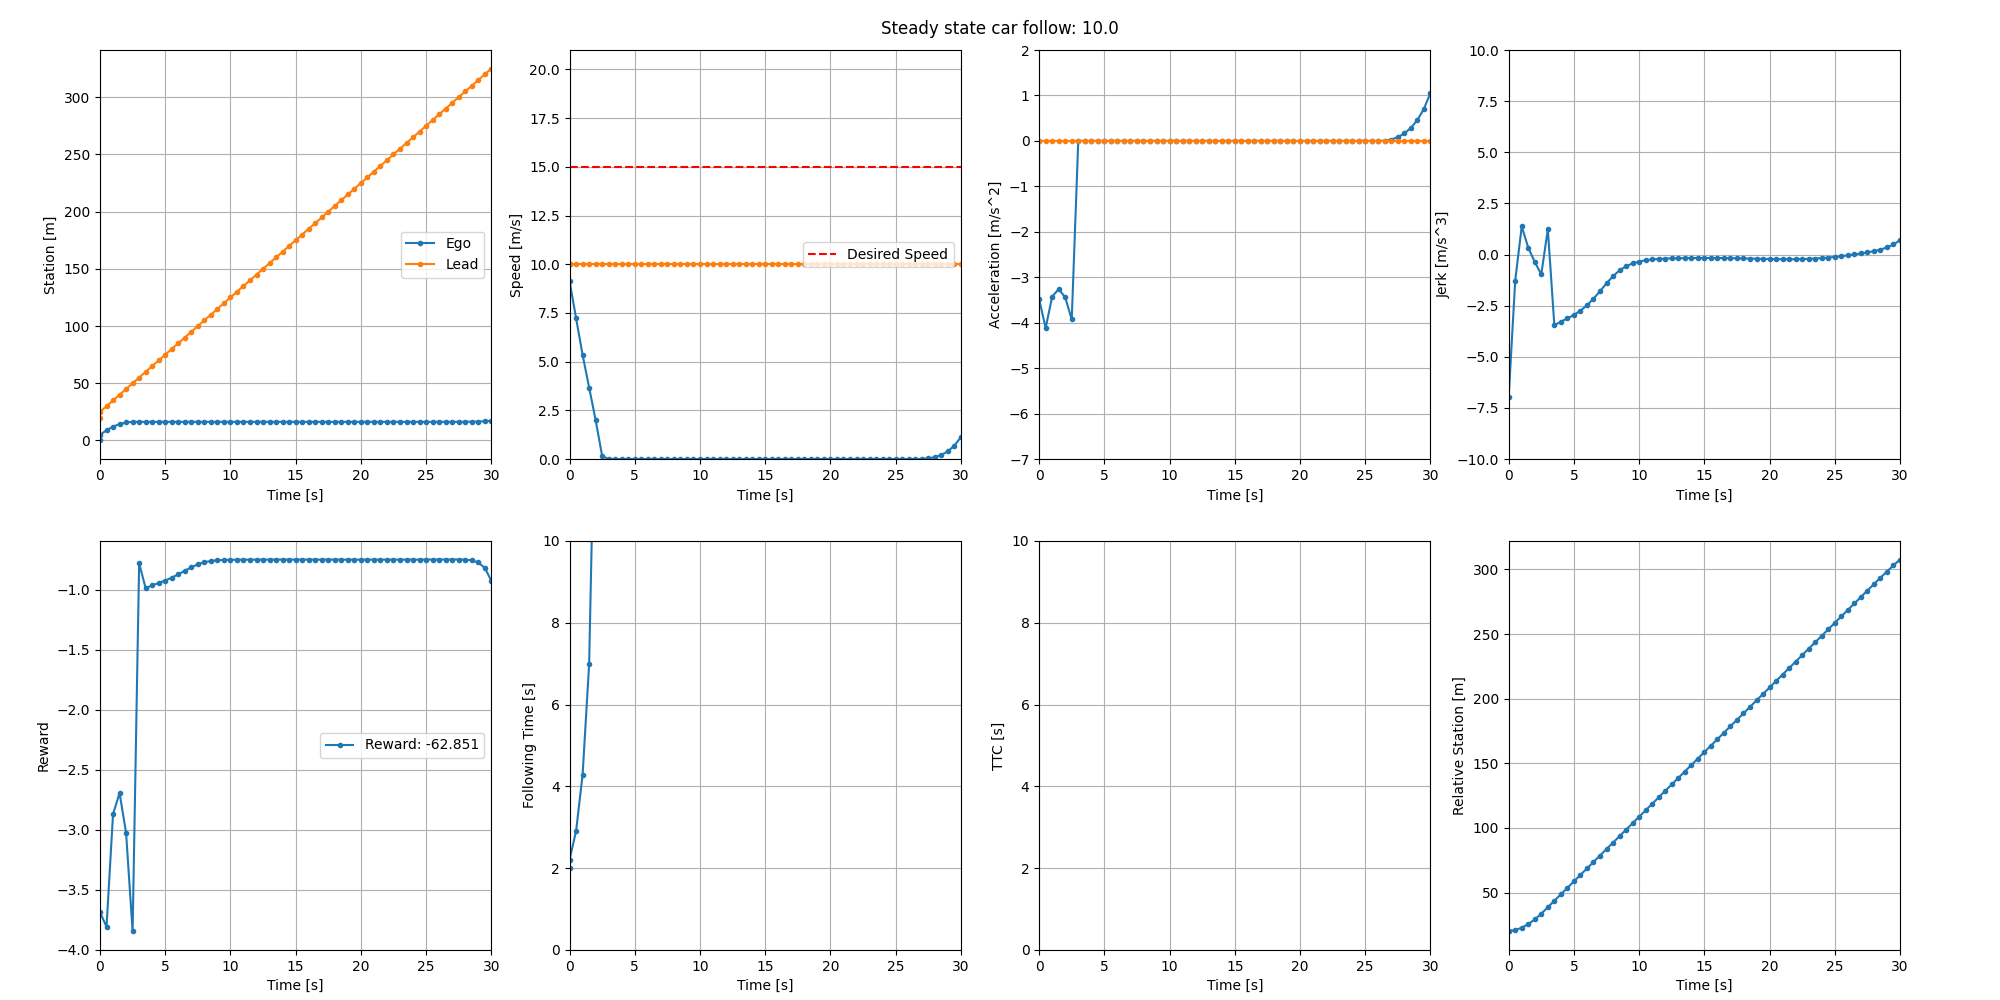 Steady state car follow: 10.0
Station [m]
300
250
200
150
100
50
0
Ego
Lead
0 5 10 15 20 25 30
Time [s]
Speed [m/s]
20.0
17.5
15.0
12.5
10.0
7.5
5.0
2.5
0.0
Desired Speed
0 5 10 15 20 25 30
Time [s]
Acceleration [m/s^2]
2
1
0
−1
−2
−3
−4
−5
−6
−7
0 5 10 15 20 25 30
Time [s]
Jerk [m/s^3]
10.0
7.5
5.0
2.5
0.0
−2.5
−5.0
−7.5
−10.0
0 5 10 15 20 25 30
Time [s]
Reward
−1.0
−1.5
−2.0
−2.5
−3.0
−3.5
−4.0
Reward: -62.851
0 5 10 15 20 25 30
Time [s]
Following Time [s]
10
8
6
4
2
0
0 5 10 15 20 25 30
Time [s]
TTC [s]
10
8
6
4
2
0
0 5 10 15 20 25 30
Time [s]
Relative Station [m]
300
250
200
150
100
50
0 5 10 15 20 25 30
Time [s]